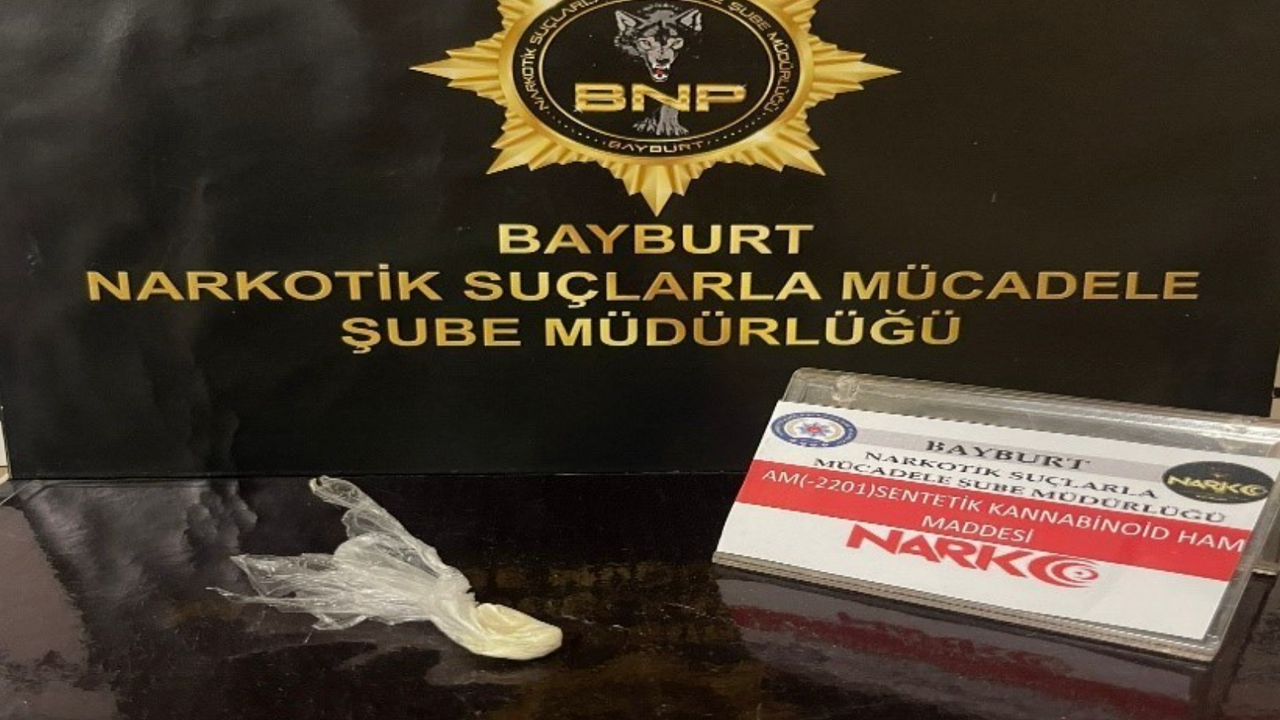 NARKOTİK SUÇLARLA ŞUBE MÜDÜRLÜĞÜ
BNP
BAYBURT
BAYBURT
NARKOTİK SUÇLARLA MÜCADELE
ŞUBE MÜDÜRLÜĞÜ
BAYBURT
NARKOTİK SUÇLARLA
MÜCADELE ŞUBE MÜDÜRLÜĞÜ
NARKO
AM(-2201)SENTETİK KANNABİNOİD HAM
MADDESİ
NARKO